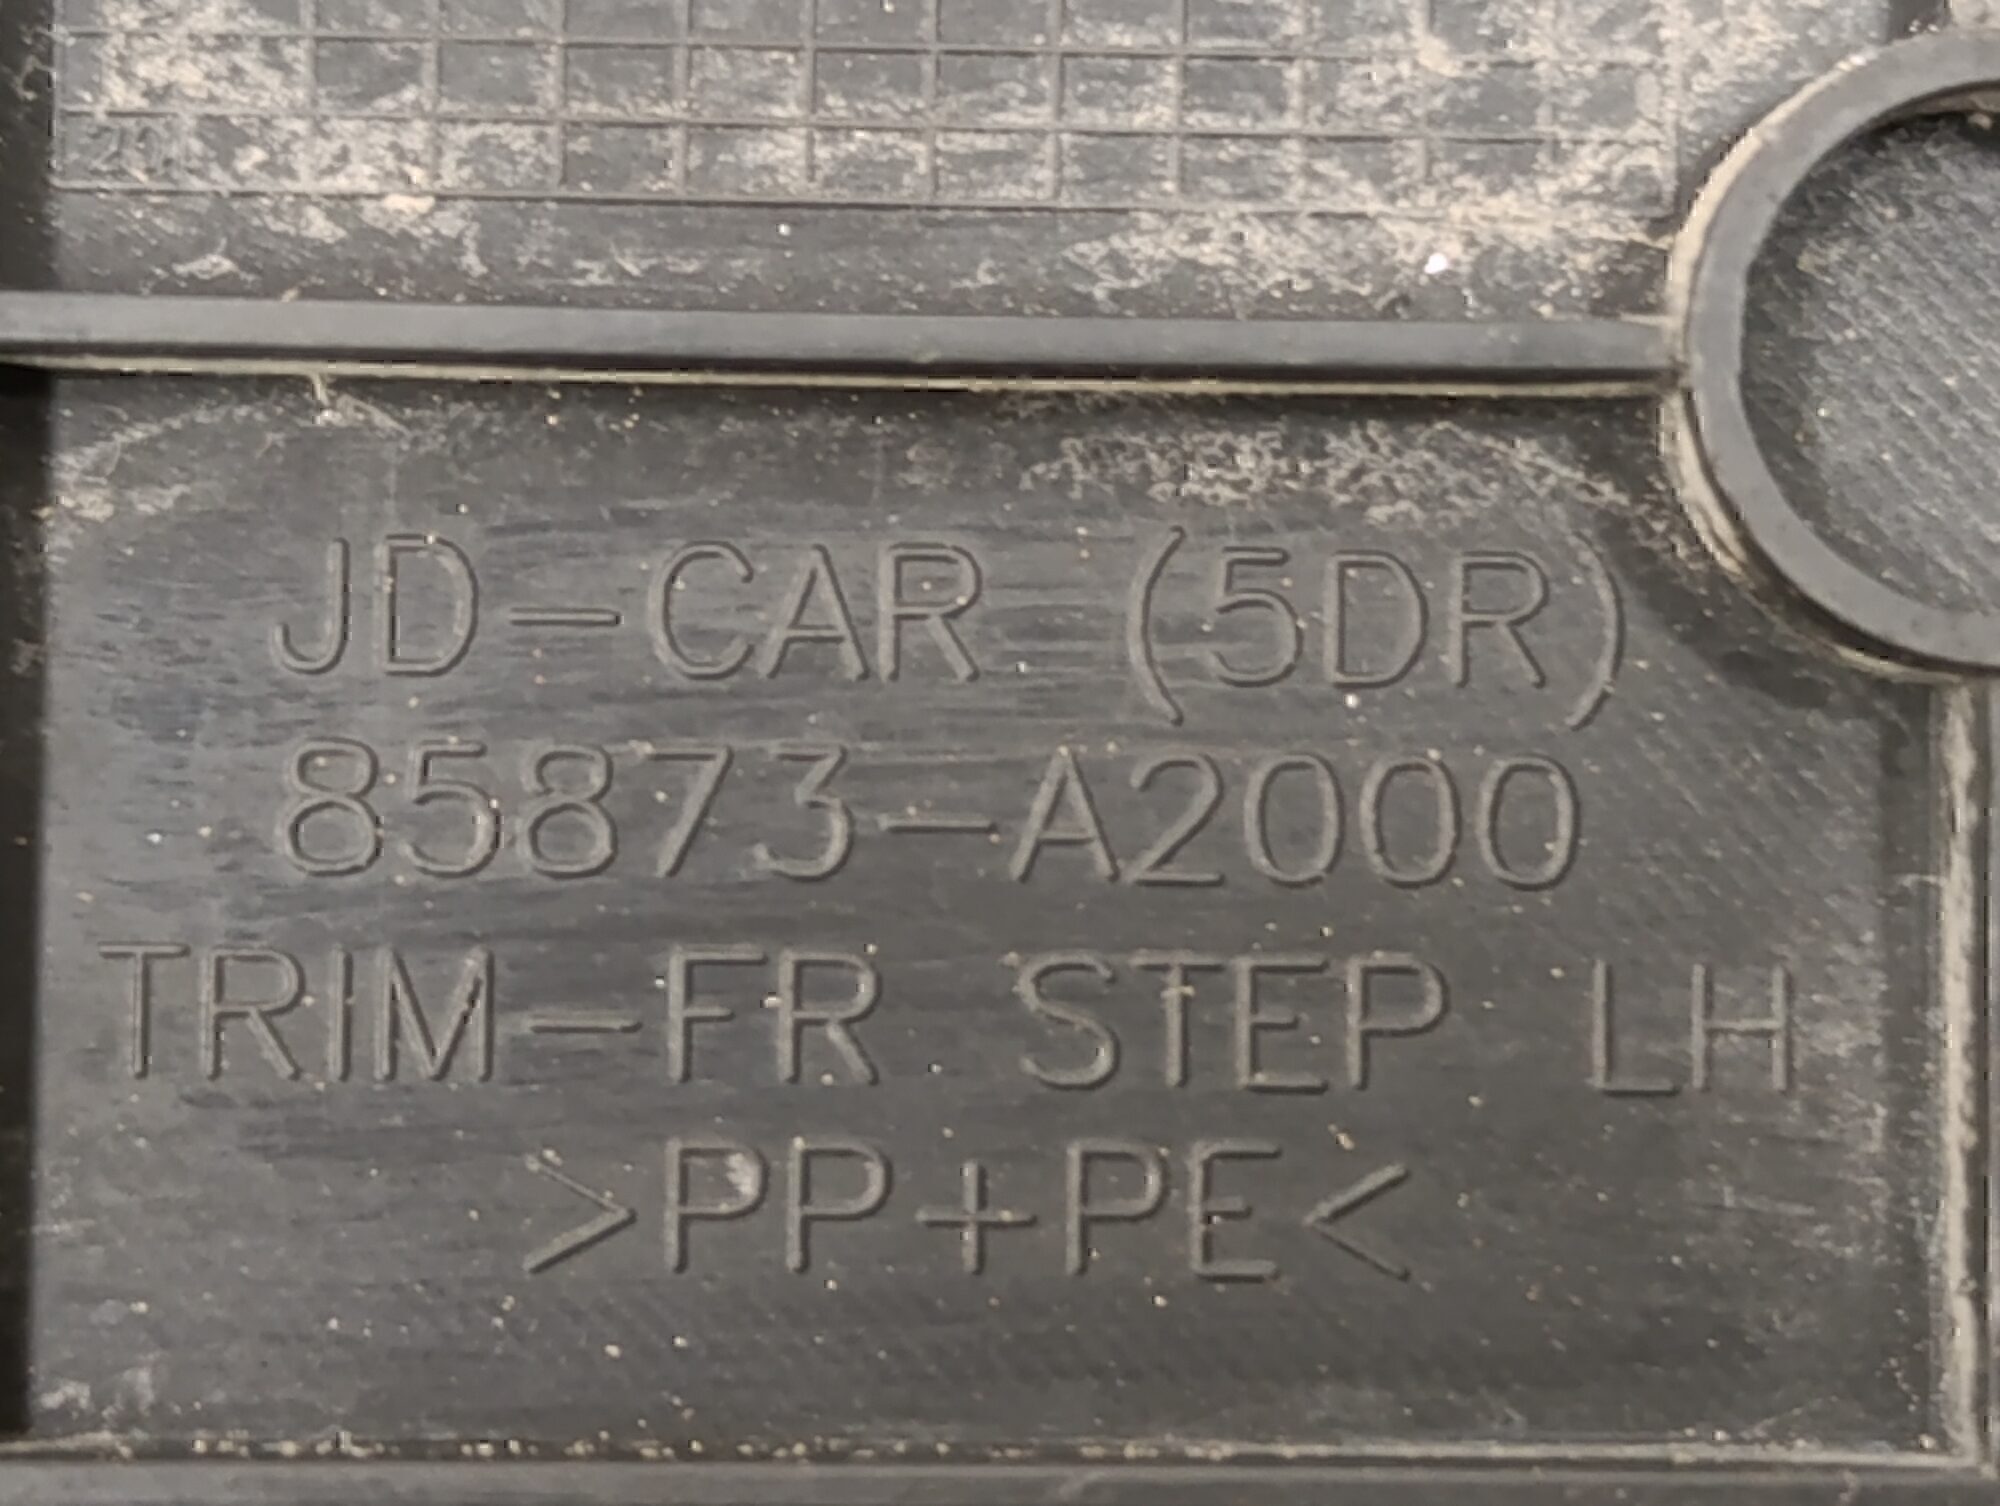 JD-CAR (5DR)
85873-A2000
TRIM-FR STEP LH
>PP+PE<